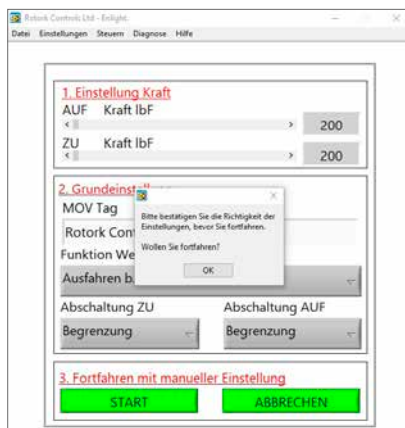 Rotork Controls Ltd - Enlight.
Datei Einstellungen Steuern Diagnose Hilfe
1. Einstellung Kraft
AUF Kraft lbF
200
ZU Kraft lbF
200
2. Grundeinst
MOV Tag
Rotork Con
Funktion We
Ausfahren b
Bitte bestätigen Sie die Richtigkeit der
Einstellungen, bevor Sie fortfahren.
Wollen Sie fortfahren?
OK
Abschaltung ZU Abschaltung AUF
Begrenzung Begrenzung
3. Fortfahren mit manueller Einstellung
START ABBRECHEN